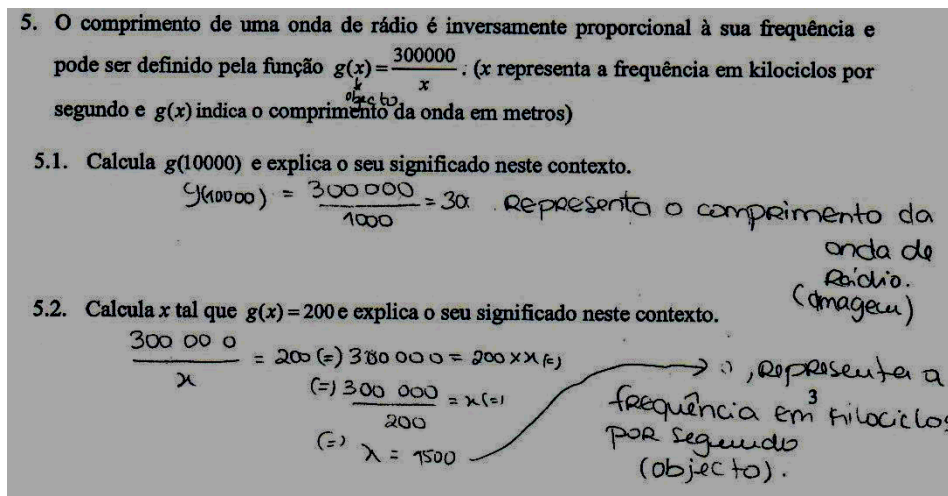 5. O comprimento de uma onda de rádio é inversamente proporcional à sua frequência e
pode ser definido pela função g(x) = 300000/x. (x representa a frequência em kilociclos por
objecto
segundo e g(x) indica o comprimento da onda em metros)
5.1. Calcula g(10000) e explica o seu significado neste contexto.
g(10000) = 300 000/1000 = 30 . Representa o comprimento da
onda de
Rádio.
(Imagem)
5.2. Calcula x tal que g(x) = 200 e explica o seu significado neste contexto.
300 000/x = 200 (=) 300 000 = 200 x x (=)
(=) 300 000/200 = x (=)
(=) x = 1500
, Representa a
frequência em kilociclos
3
por segundo
(objecto).